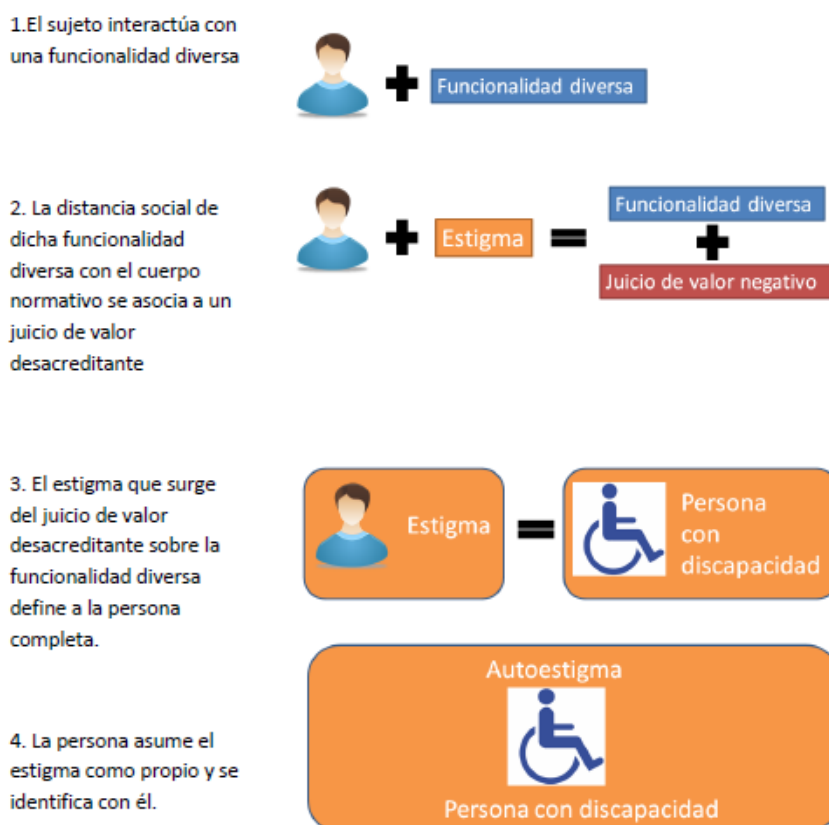 1.El sujeto interactúa con
una funcionalidad diversa
Funcionalidad diversa
2. La distancia social de
dicha funcionalidad
diversa con el cuerpo
normativo se asocia a un
juicio de valor
desacreditante
Estigma
Funcionalidad diversa
Juicio de valor negativo
3. El estigma que surge
del juicio de valor
desacreditante sobre la
funcionalidad diversa
define a la persona
completa.
Estigma
Persona
con
discapacidad
4. La persona asume el
estigma como propio y se
identifica con él.
Autoestigma
Persona con discapacidad